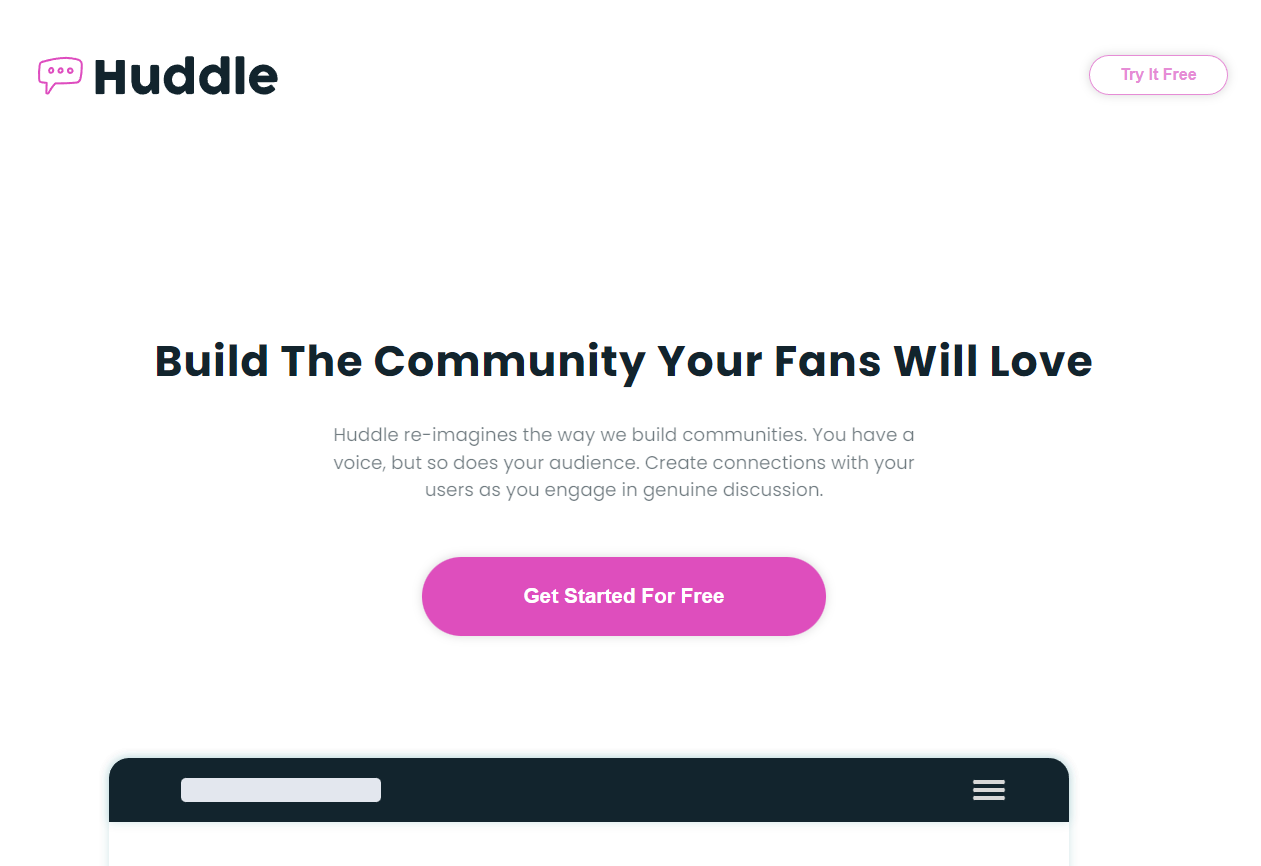 Huddle
Try It Free
Build The Community Your Fans Will Love
Huddle re-imagines the way we build communities. You have a
voice, but so does your audience. Create connections with your
users as you engage in genuine discussion.
Get Started For Free